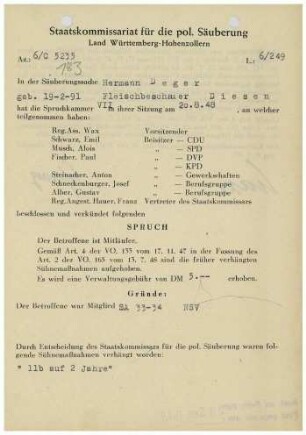 Staatskommissariat für die pol. Säuberung
Land Württemberg-Hohenzollern
Az.: 6/C 3233
L.: 6/249
183
In der Säuberungssache Hermann Deger
geb. 19-2-91 Fleischbeschauer Diesen
hat die Spruchkammer VII in ihrer Sitzung am 20.8.48, an welcher
teilgenommen haben:
Reg.Ass. Wax Vorsitzender
Schwarz, Emil Beisitzer — CDU
Musch, Alois „ — SPD
Fischer, Paul „ — DVP
„ — KPD
Steinacher, Anton „ — Gewerkschaften
Schneckenburger, Josef „ — Berufsgruppe
Alber, Gustav „ — Berufsgruppe
Reg.Angest. Hauer, Franz Vertreter des Staatskommissars
beschlossen und verkündet folgenden
SPRUCH
Der Betroffene ist Mitläufer.
Gemäß Art. 4 der VO. 133 vom 17. 11. 47 in der Fassung des
Art. 2 der VO. 165 vom 13. 7. 48 sind die früher verhängten
Sühnemaßnahmen aufgehoben.
Es wird eine Verwaltungsgebühr von DM 5.— erhoben.
Gründe:
Der Betroffene war Mitglied SA 33-34 NSV
Durch Entscheidung des Staatskommissars für die pol. Säuberung waren fol-
gende Sühnemaßnahmen verhängt worden:
" 11b auf 2 Jahre"